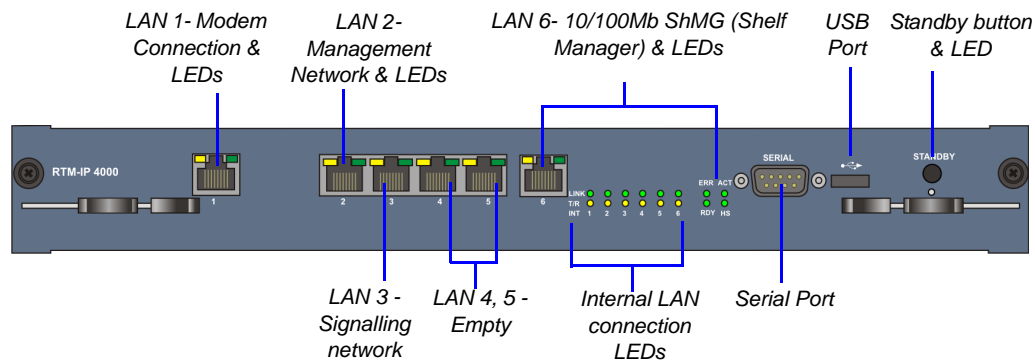 LAN 1- Modem
Connection &
LEDs
LAN 2-
Management
Network & LEDs
LAN 6- 10/100Mb ShMG (Shelf
Manager) & LEDs
USB
Port
Standby button
& LED
RTM-IP 4000
1
2
3
4
5
6
LINK
T/R
INT 1 2 3 4 5 6
ERR ACT
RDY HS
SERIAL
STANDBY
LAN 3 -
Signalling
network
LAN 4, 5 -
Empty
Internal LAN
connection
LEDs
Serial Port